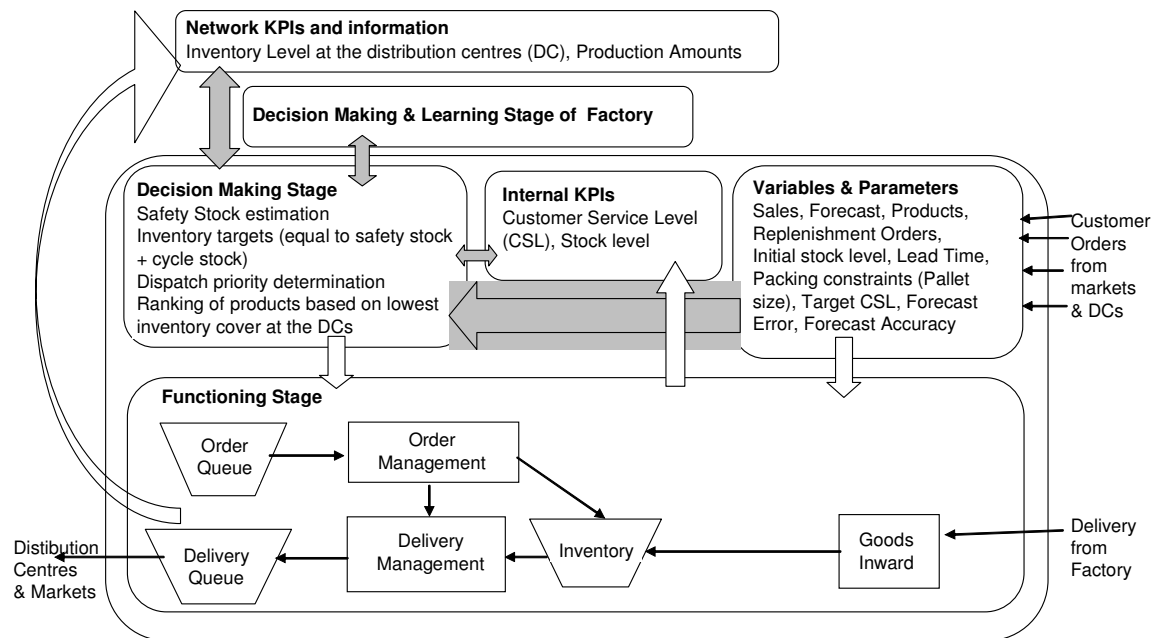 Network KPIs and information
Inventory Level at the distribution centres (DC), Production Amounts
Decision Making & Learning Stage of Factory
Decision Making Stage
Safety Stock estimation
Inventory targets (equal to safety stock
+ cycle stock)
Dispatch priority determination
Ranking of products based on lowest
inventory cover at the DCs
Internal KPIs
Customer Service Level
(CSL), Stock level
Variables & Parameters
Sales, Forecast, Products,
Replenishment Orders,
Initial stock level, Lead Time,
Packing constraints (Pallet
size), Target CSL, Forecast
Error, Forecast Accuracy
Customer
Orders
from
markets
& DCs
Functioning Stage
Order
Queue
Order
Management
Delivery
Queue
Delivery
Management
Inventory
Goods
Inward
Delivery
from
Factory
Distibution
Centres
& Markets